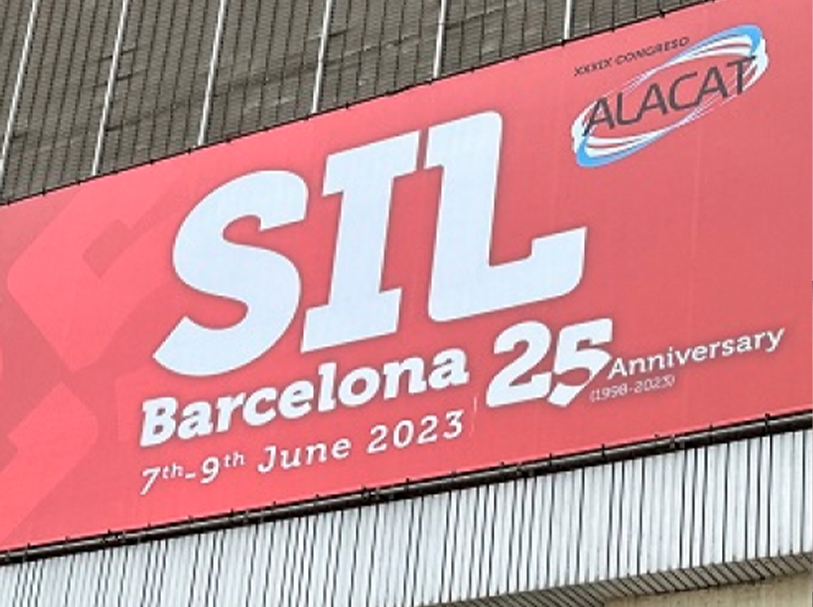 XXXIX CONGRESO
ALACAT
SIL
Barcelona
7th-9th June 2023
25 Anniversary
(1998-2023)